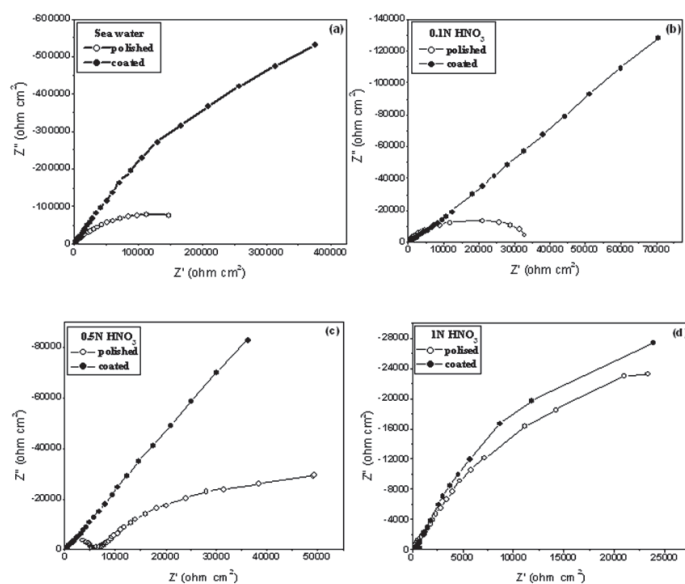 (a)
Sea water
polished
coated
Z" (ohm cm²)
-600000
-500000
-400000
-300000
-200000
-100000
0
0 100000 200000 300000 400000
Z' (ohm cm²)
(b)
0.1N HNO₃
polished
coated
Z" (ohm cm²)
-140000
-120000
-100000
-80000
-60000
-40000
-20000
0
0 10000 20000 30000 40000 50000 60000 70000
Z' (ohm cm²)
(c)
0.5N HNO₃
polished
coated
Z" (ohm cm²)
-80000
-60000
-40000
-20000
0
0 10000 20000 30000 40000 50000
Z' (ohm cm²)
(d)
1N HNO₃
polised
coated
Z" (ohm cm²)
-28000
-24000
-20000
-16000
-12000
-8000
-4000
0
0 5000 10000 15000 20000 25000
Z' (ohm cm²)